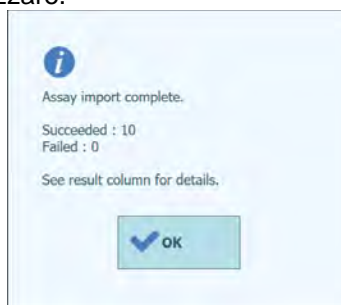 Assay import complete.
Succeeded : 10
Failed : 0
See result column for details.
OK